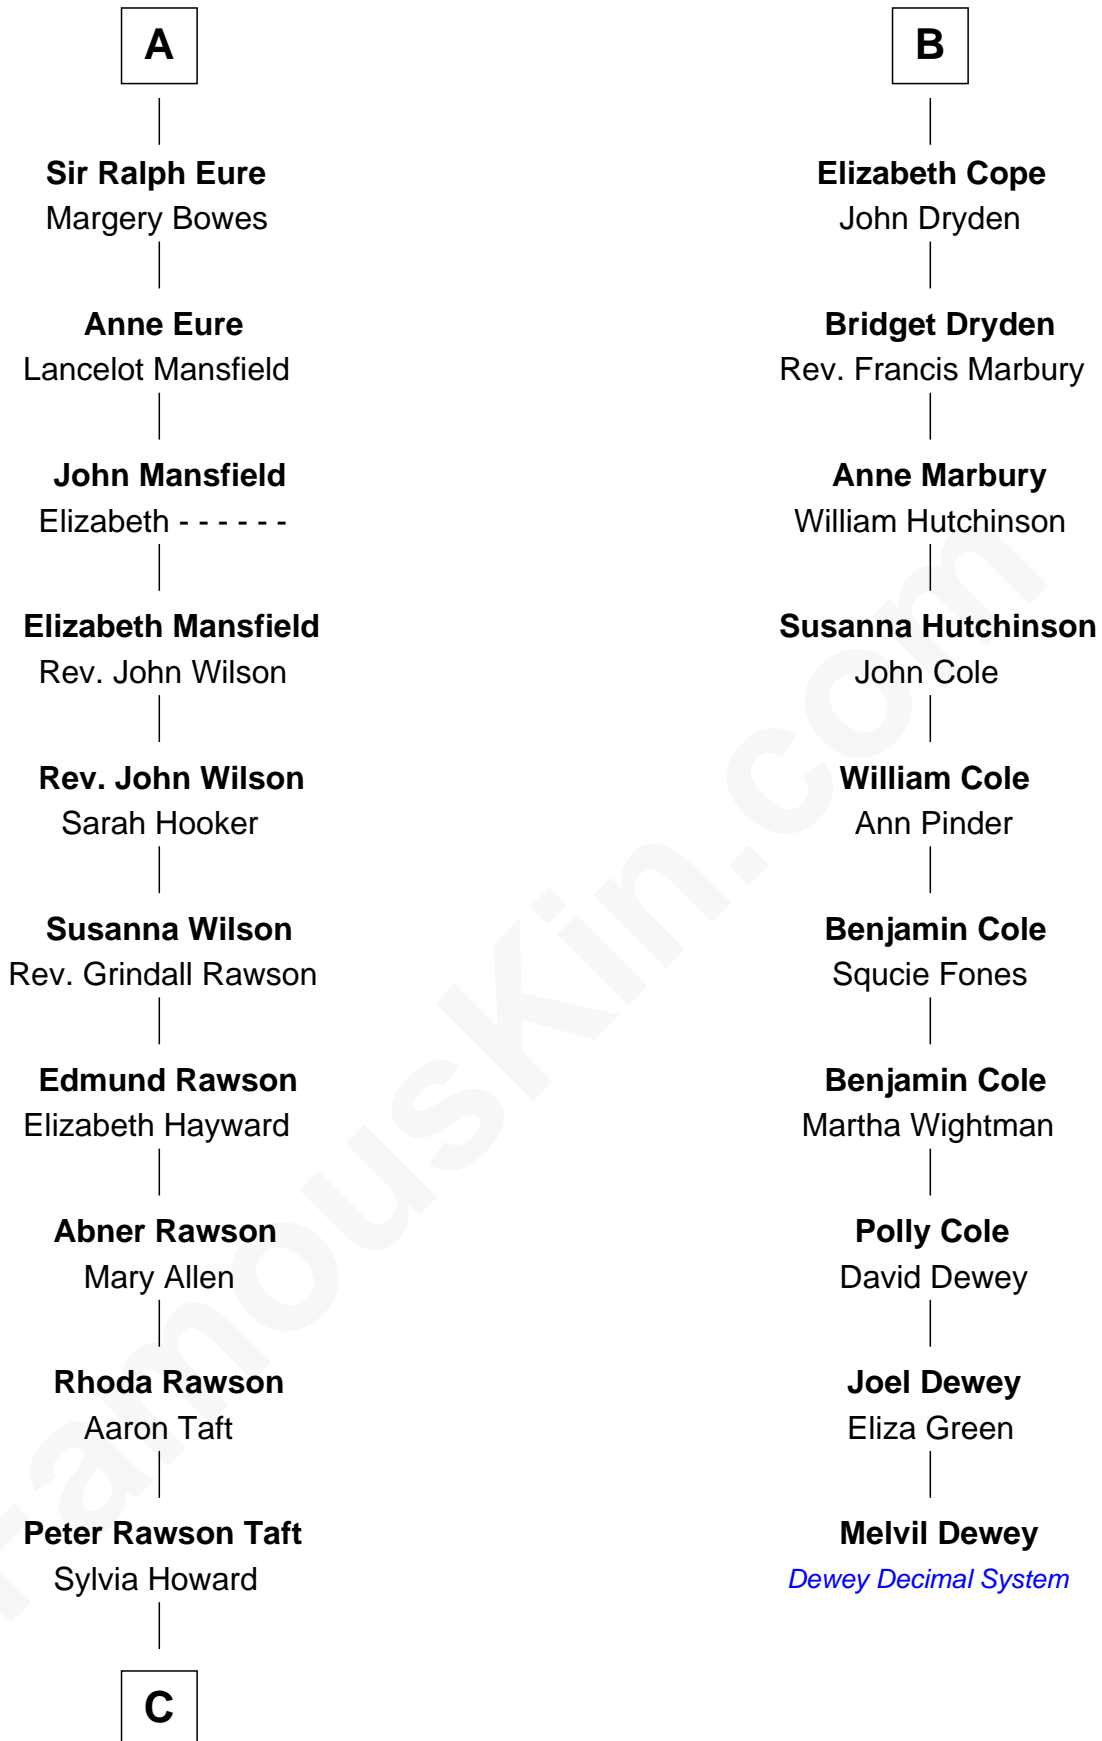 A
Sir Ralph Eure
Margery Bowes
Anne Eure
Lancelot Mansfield
John Mansfield
Elizabeth - - - - - -
Elizabeth Mansfield
Rev. John Wilson
Rev. John Wilson
Sarah Hooker
Susanna Wilson
Rev. Grindall Rawson
Edmund Rawson
Elizabeth Hayward
Abner Rawson
Mary Allen
Rhoda Rawson
Aaron Taft
Peter Rawson Taft
Sylvia Howard
C
B
Elizabeth Cope
John Dryden
Bridget Dryden
Rev. Francis Marbury
Anne Marbury
William Hutchinson
Susanna Hutchinson
John Cole
William Cole
Ann Pinder
Benjamin Cole
Squcie Fones
Benjamin Cole
Martha Wightman
Polly Cole
David Dewey
Joel Dewey
Eliza Green
Melvil Dewey
Dewey Decimal System
FamousKin.com